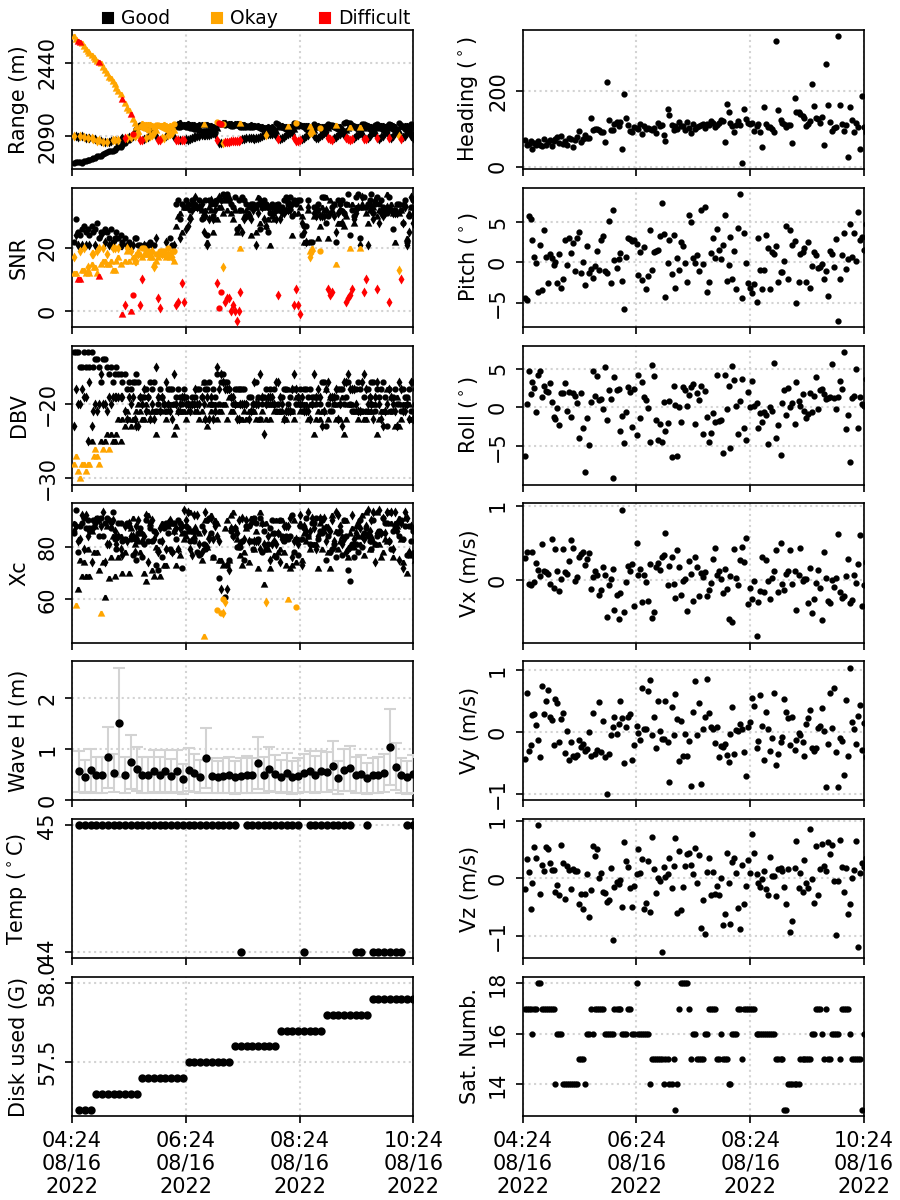 Good Okay Difficult
Range (m)
2440
2090
Heading (°)
200
0
SNR
20
0
Pitch (°)
5
0
−5
DBV
−20
−30
Roll (°)
5
0
−5
Xc
80
60
Vx (m/s)
1
0
Wave H (m)
2
1
0
Vy (m/s)
1
0
−1
Temp (°C)
45
44
Vz (m/s)
1
0
−1
Disk used (G)
58.0
57.5
Sat. Numb.
18
16
14
04:24 06:24 08:24 10:24
08/16 08/16 08/16 08/16
2022 2022 2022 2022
04:24 06:24 08:24 10:24
08/16 08/16 08/16 08/16
2022 2022 2022 2022